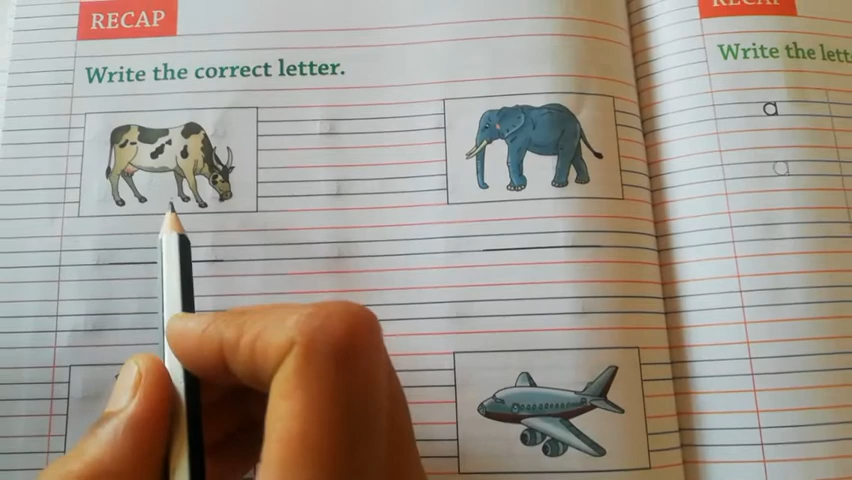 RECAP
Write the correct letter.
RECAP
Write the lett
a
a